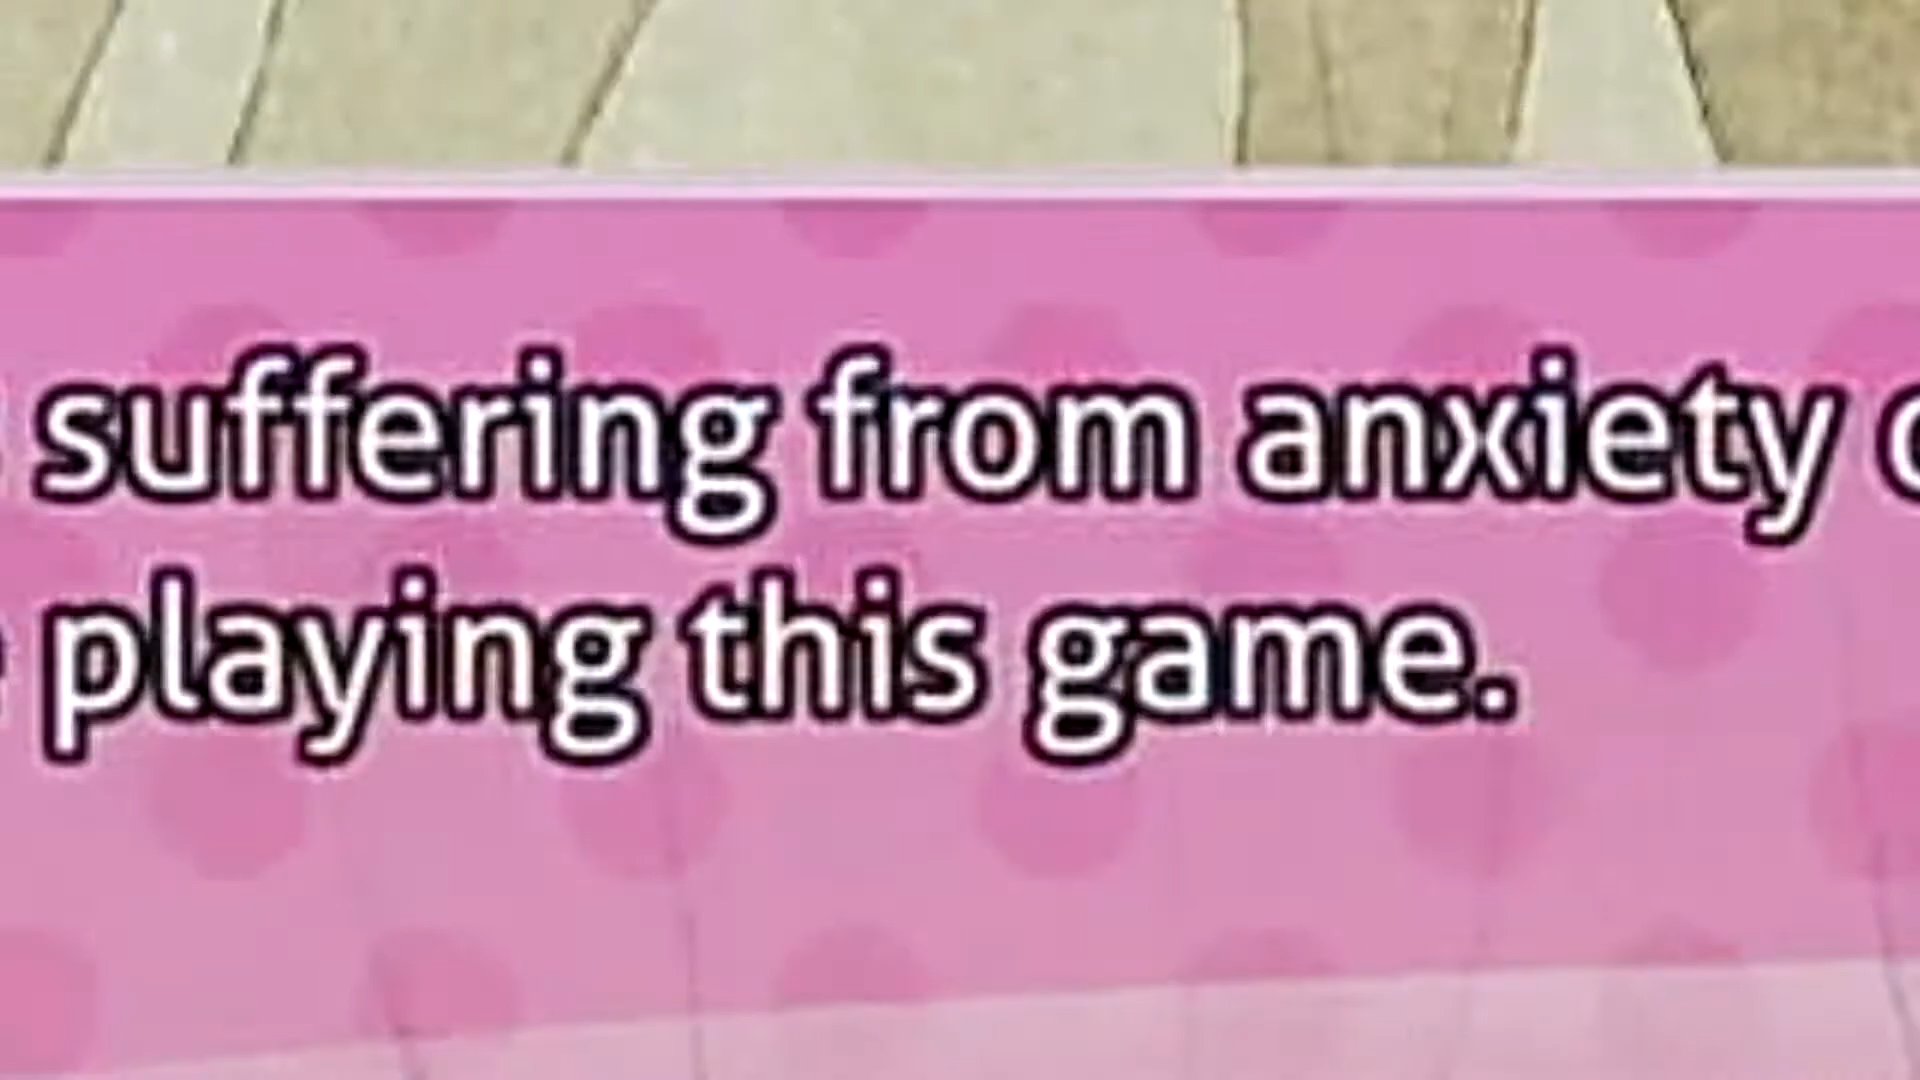 suffering from anxiety
playing this game.